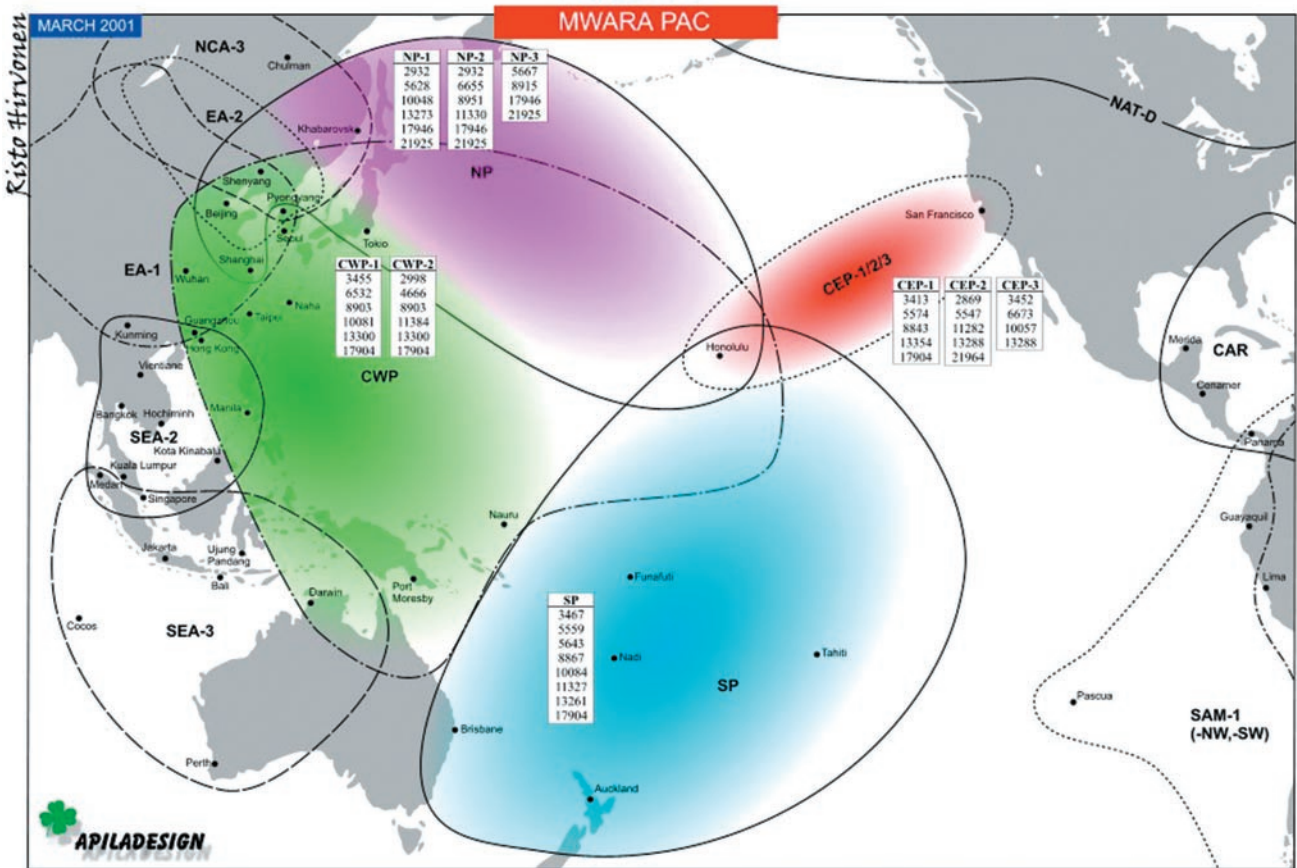 MARCH 2001
MWARA PAC
Risto Hirvonen
NCA-3
Chulman
EA-2
Khabarovsk
NP-1
2932
5628
10048
13273
17946
21925
NP-2
2932
6655
8951
11330
17946
21925
NP-3
5667
8915
17946
21925
NP
NAT-D
Shenyang
Beijing
Pyongyang
Seoul
Tokio
San Francisco
EA-1
Wuhan
Shanghai
Naha
Taipei
Guangzhou
Hong Kong
Kunming
CWP-1
3455
6532
8903
10081
13300
17904
CWP-2
2998
4666
8903
11384
13300
17904
CWP
CEP-1/2/3
CEP-1
3413
5574
8843
13354
17904
CEP-2
2869
5547
11282
13288
21964
CEP-3
3452
6673
10057
13288
Honolulu
Merida
CAR
Cenamer
Panama
Vientiane
Bangkok
Hochiminh
Manila
SEA-2
Kota Kinabalu
Kuala Lumpur
Medan
Singapore
Nauru
Guayaquil
Jakarta
Ujung
Pandang
Bali
Darwin
Port
Moresby
Funafuti
Lima
Cocos
SEA-3
SP
3467
5559
5643
8867
10084
11327
13261
17904
Nadi
Tahiti
SP
Pascua
SAM-1
(-NW,-SW)
Brisbane
Perth
Auckland
APILADESIGN
APILADESIGN